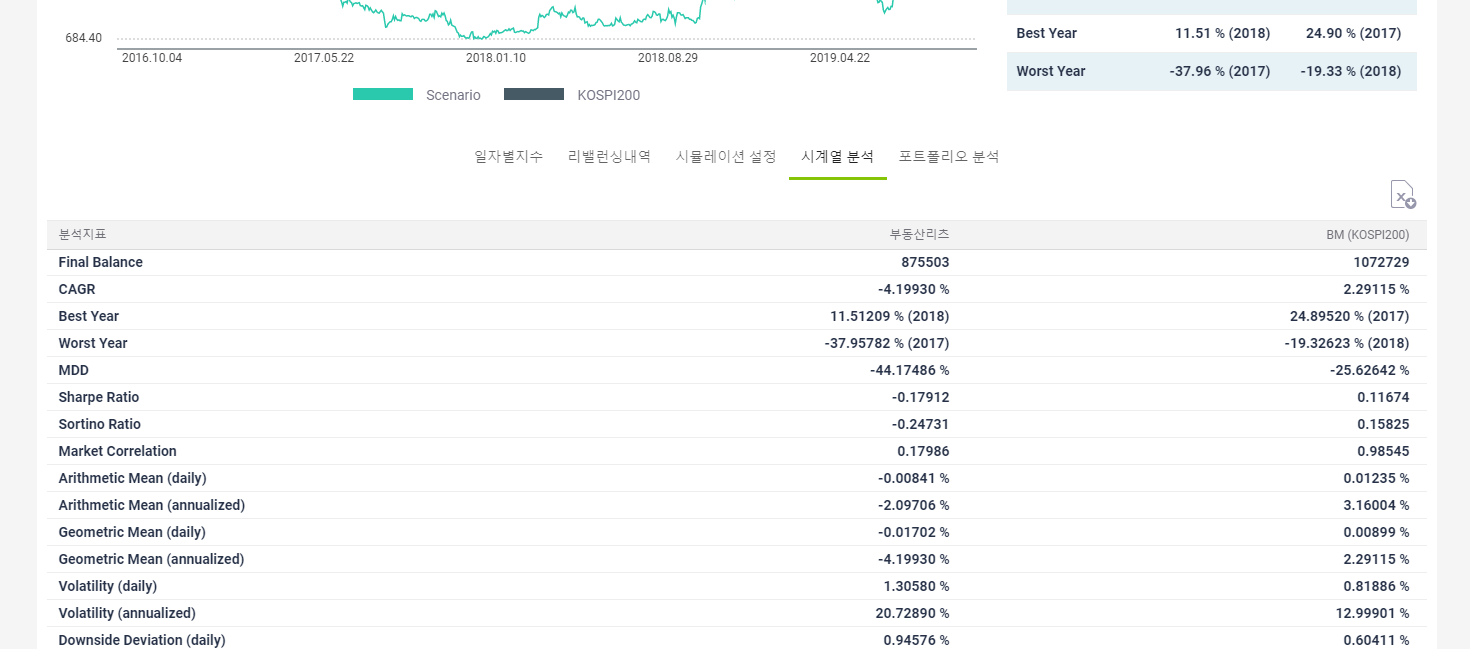 684.40
2016.10.04 2017.05.22 2018.01.10 2018.08.29 2019.04.22
Scenario KOSPI200
Best Year 11.51 % (2018) 24.90 % (2017)
Worst Year -37.96 % (2017) -19.33 % (2018)
일자별지수 리밸런싱내역 시뮬레이션 설정 시계열 분석 포트폴리오 분석
분석지표 부동산리츠 BM (KOSPI200)
Final Balance 875503 1072729
CAGR -4.19930 % 2.29115 %
Best Year 11.51209 % (2018) 24.89520 % (2017)
Worst Year -37.95782 % (2017) -19.32623 % (2018)
MDD -44.17486 % -25.62642 %
Sharpe Ratio -0.17912 0.11674
Sortino Ratio -0.24731 0.15825
Market Correlation 0.17986 0.98545
Arithmetic Mean (daily) -0.00841 % 0.01235 %
Arithmetic Mean (annualized) -2.09706 % 3.16004 %
Geometric Mean (daily) -0.01702 % 0.00899 %
Geometric Mean (annualized) -4.19930 % 2.29115 %
Volatility (daily) 1.30580 % 0.81886 %
Volatility (annualized) 20.72890 % 12.99901 %
Downside Deviation (daily) 0.94576 % 0.60411 %